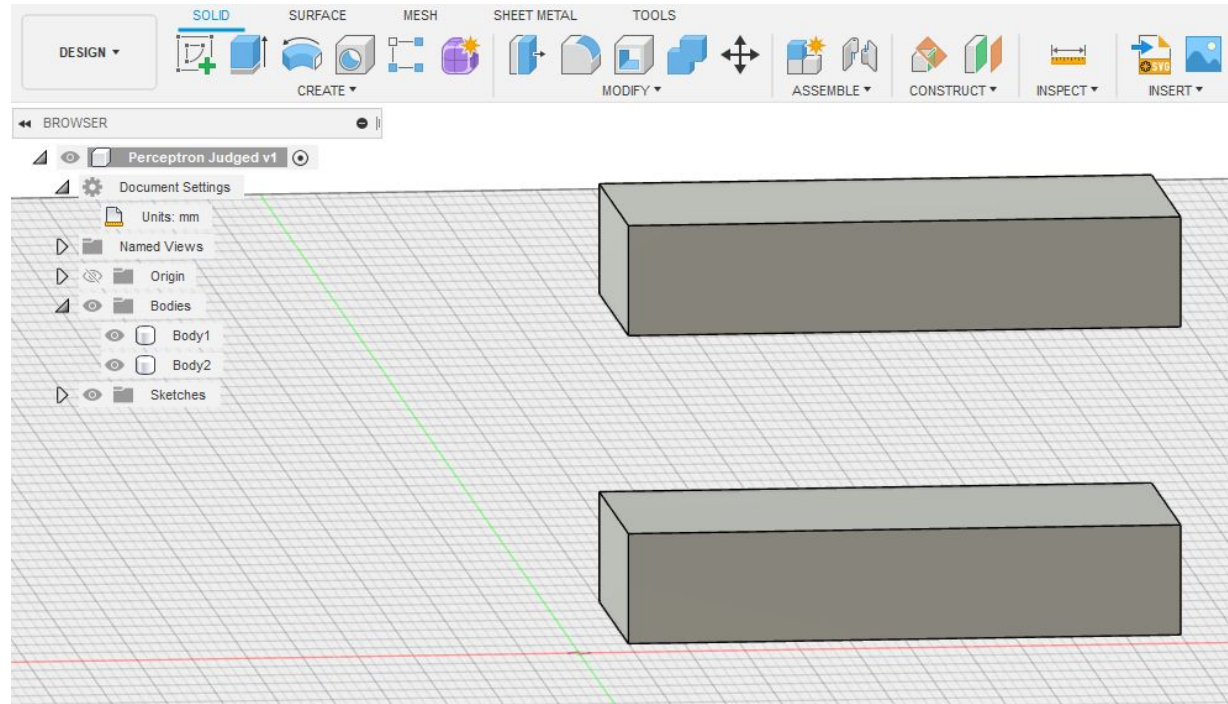 SOLID SURFACE MESH SHEET METAL TOOLS
DESIGN
CREATE MODIFY ASSEMBLE CONSTRUCT INSPECT INSERT
SVG
BROWSER
Perceptron Judged v1
Document Settings
Units: mm
Named Views
Origin
Bodies
Body1
Body2
Sketches